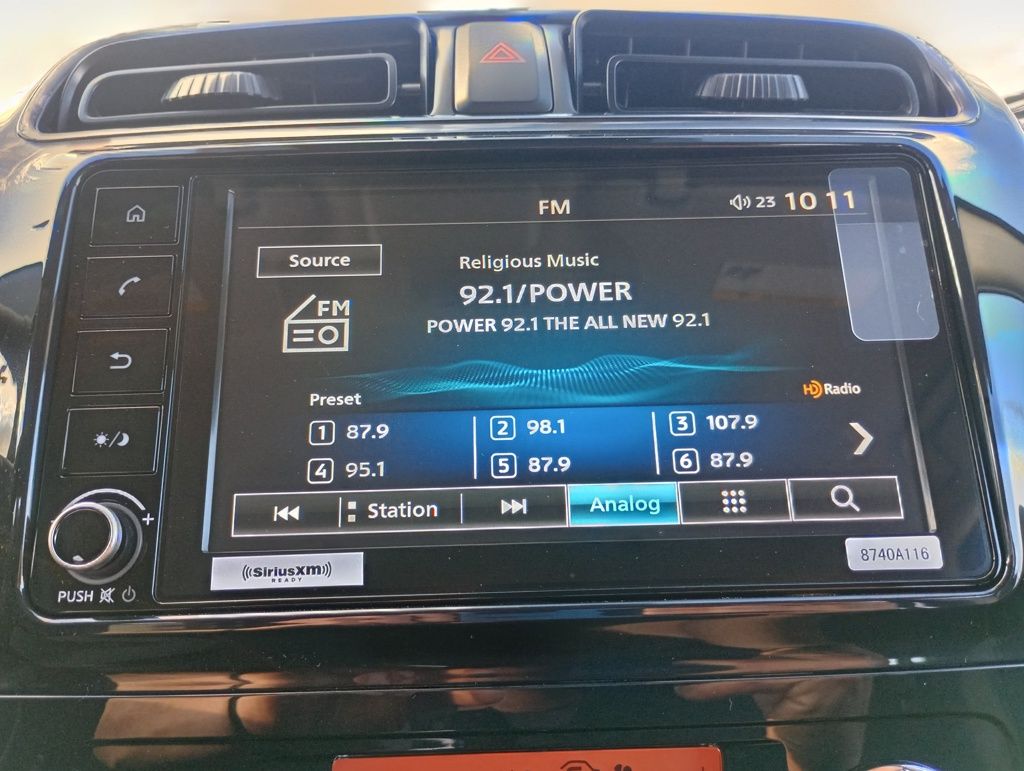 FM
23 10 11
Source
Religious Music
92.1/POWER
FM
POWER 92.1 THE ALL NEW 92.1
HD Radio
Preset
1 87.9 2 98.1 3 107.9
4 95.1 5 87.9 6 87.9
Station Analog
+
8740A116
((SiriusXM))
READY
PUSH